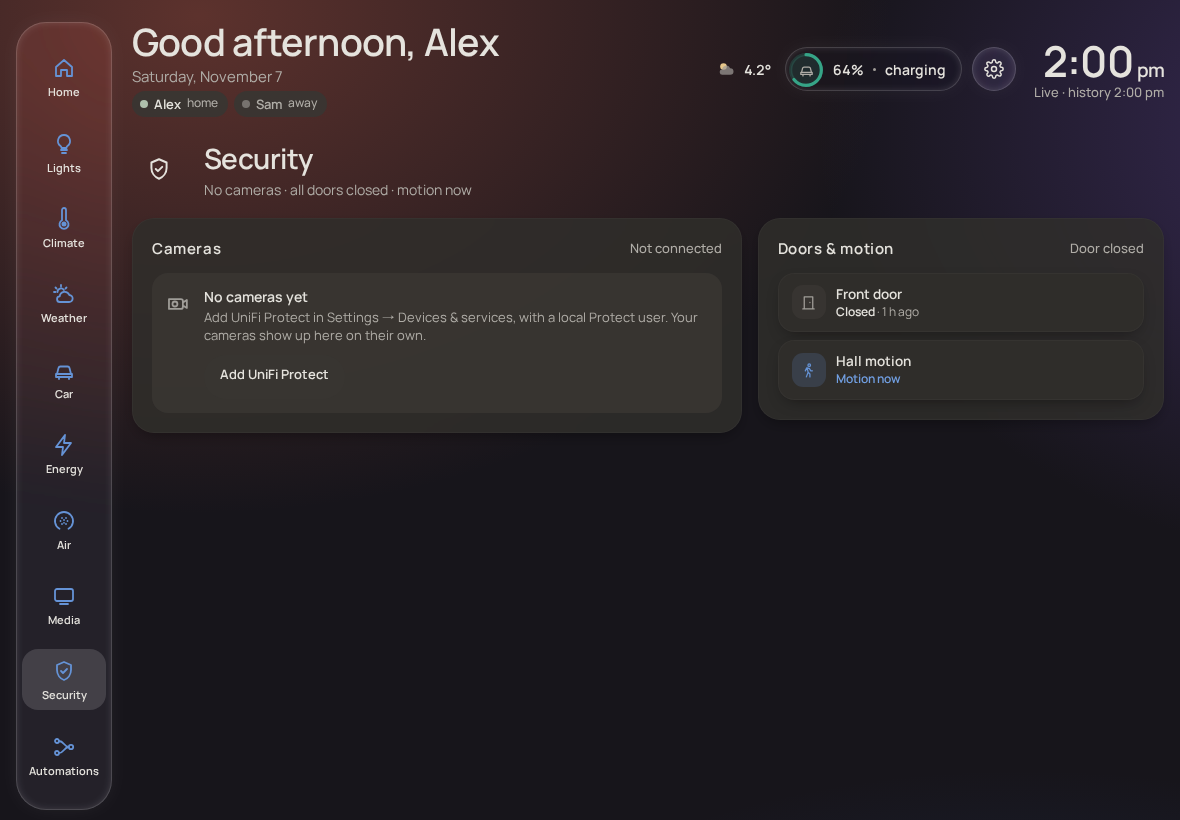 Good afternoon, Alex
Saturday, November 7
Alex home
Sam away
4.2°
64% · charging
2:00 pm
Live · history 2:00 pm
Home
Lights
Climate
Weather
Car
Energy
Air
Media
Security
Automations
Security
No cameras · all doors closed · motion now
Cameras
Not connected
No cameras yet
Add UniFi Protect in Settings → Devices & services, with a local Protect user. Your
cameras show up here on their own.
Add UniFi Protect
Doors & motion
Door closed
Front door
Closed · 1 h ago
Hall motion
Motion now